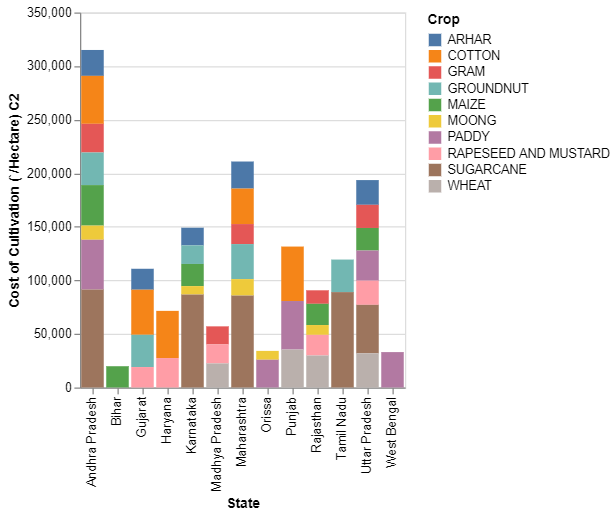 350,000
300,000
250,000
200,000
150,000
100,000
50,000
0
Cost of Cultivation (`/Hectare) C2
Andhra Pradesh
Bihar
Gujarat
Haryana
Karnataka
Madhya Pradesh
Maharashtra
Orissa
Punjab
Rajasthan
Tamil Nadu
Uttar Pradesh
West Bengal
State
Crop
ARHAR
COTTON
GRAM
GROUNDNUT
MAIZE
MOONG
PADDY
RAPESEED AND MUSTARD
SUGARCANE
WHEAT